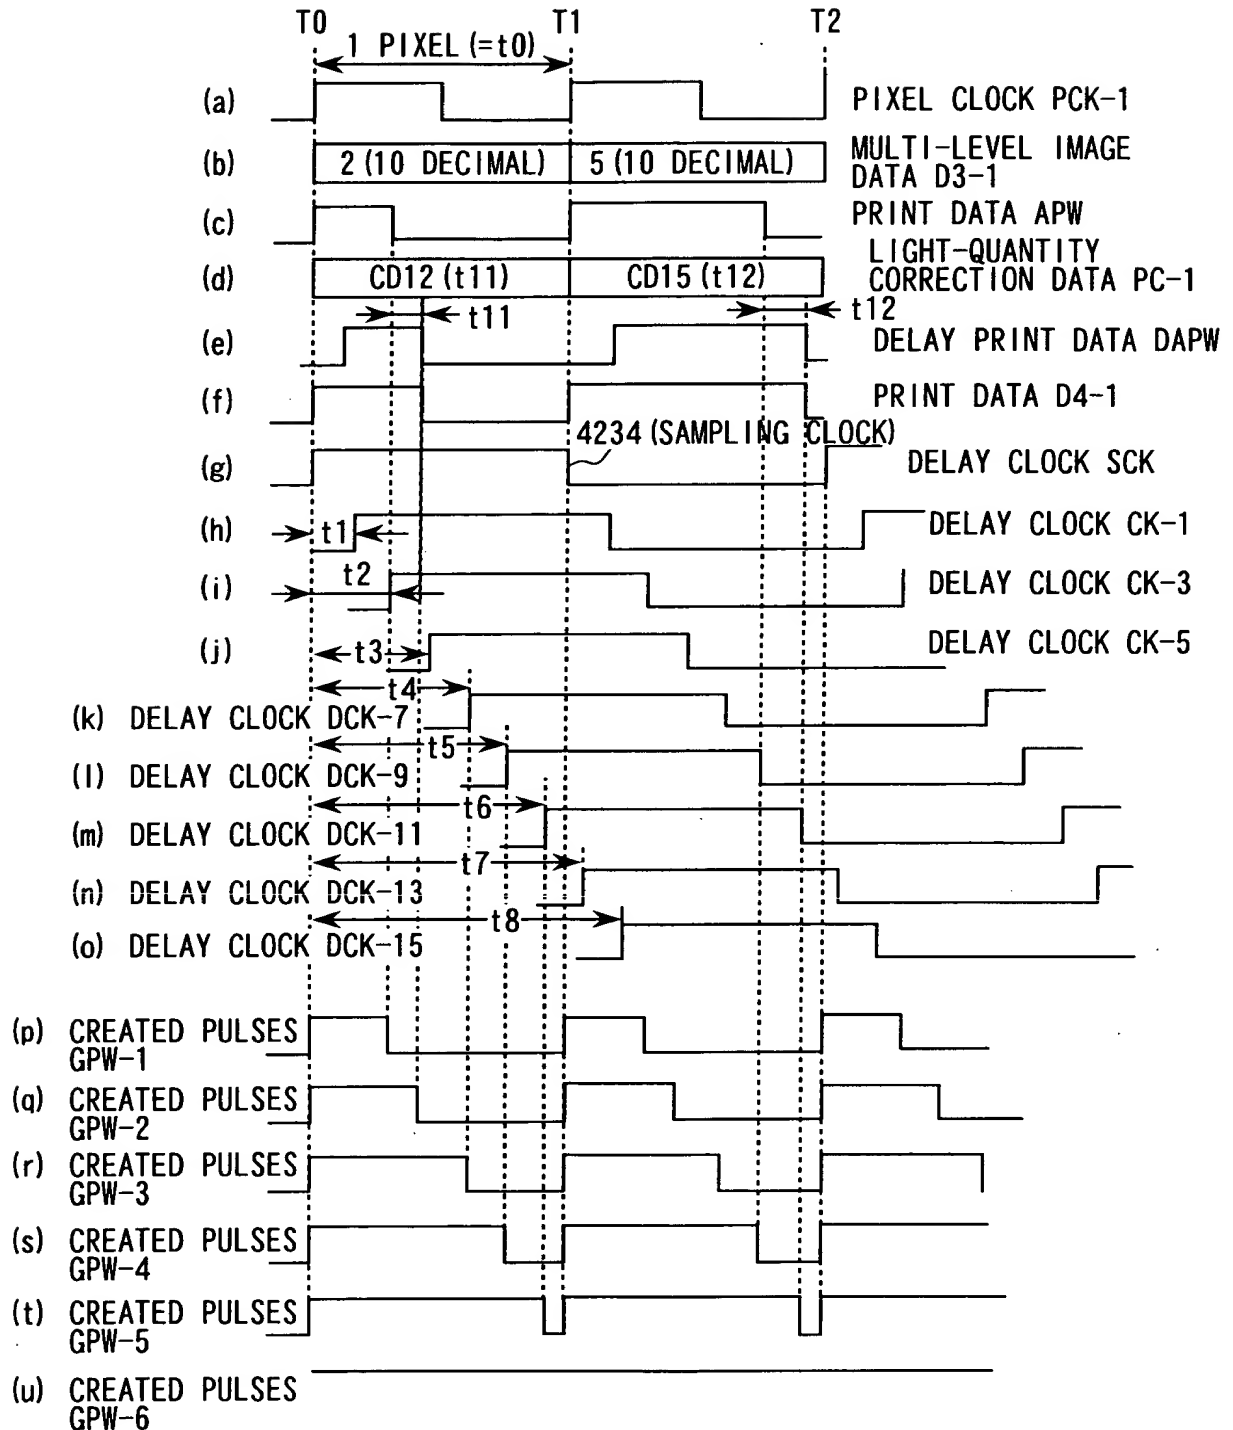 T0 T1 T2
1 PIXEL (=t0)
(a) PIXEL CLOCK PCK-1
(b) 2 (10 DECIMAL) 5 (10 DECIMAL) MULTI-LEVEL IMAGE
DATA D3-1
(c) PRINT DATA APW
LIGHT-QUANTITY
(d) CD12 (t11) CD15 (t12) CORRECTION DATA PC-1
t11 t12
(e) DELAY PRINT DATA DAPW
(f) PRINT DATA D4-1
4234 (SAMPLING CLOCK)
(g) DELAY CLOCK SCK
(h) t1 DELAY CLOCK CK-1
t2
(i) DELAY CLOCK CK-3
(j) t3 DELAY CLOCK CK-5
t4
(k) DELAY CLOCK DCK-7
t5
(l) DELAY CLOCK DCK-9
t6
(m) DELAY CLOCK DCK-11
t7
(n) DELAY CLOCK DCK-13
t8
(o) DELAY CLOCK DCK-15
(p) CREATED PULSES
GPW-1
(q) CREATED PULSES
GPW-2
(r) CREATED PULSES
GPW-3
(s) CREATED PULSES
GPW-4
(t) CREATED PULSES
GPW-5
(u) CREATED PULSES
GPW-6